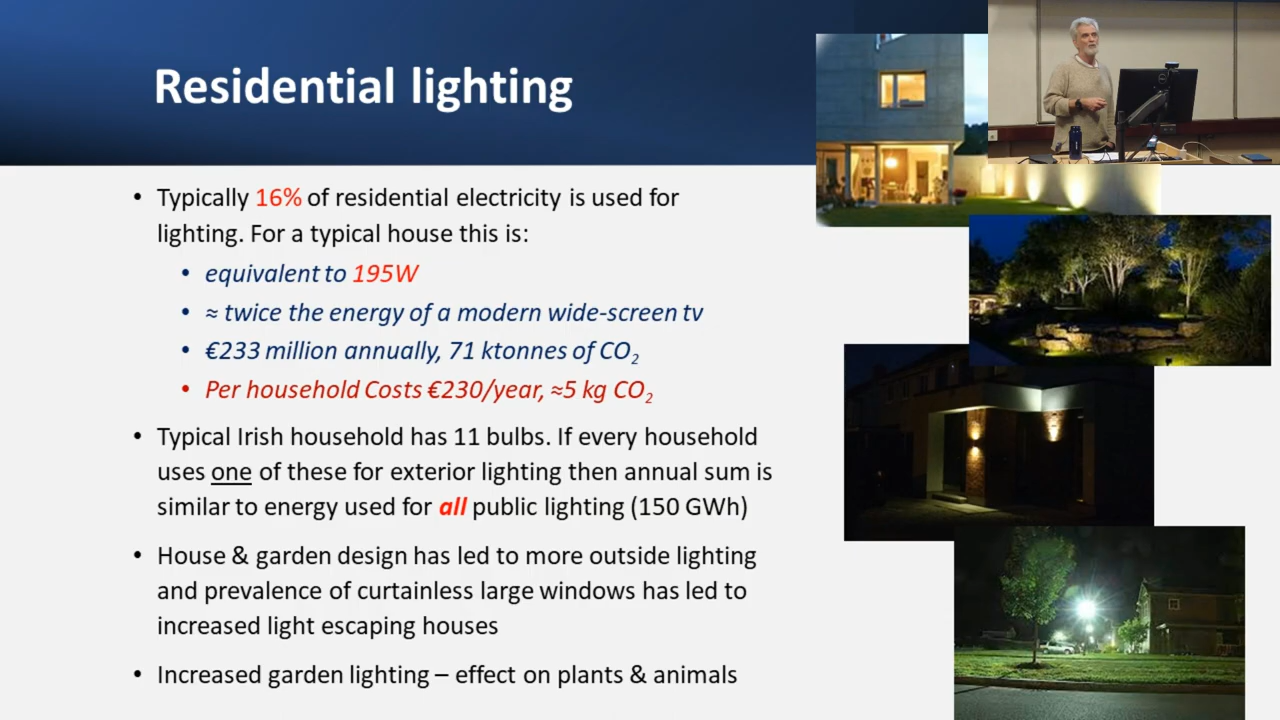 Residential lighting
• Typically 16% of residential electricity is used for
lighting. For a typical house this is:
• equivalent to 195W
• ≈ twice the energy of a modern wide-screen tv
• €233 million annually, 71 ktonnes of CO₂
• Per household Costs €230/year, ≈5 kg CO₂
• Typical Irish household has 11 bulbs. If every household
uses one of these for exterior lighting then annual sum is
similar to energy used for all public lighting (150 GWh)
• House & garden design has led to more outside lighting
and prevalence of curtainless large windows has led to
increased light escaping houses
• Increased garden lighting – effect on plants & animals